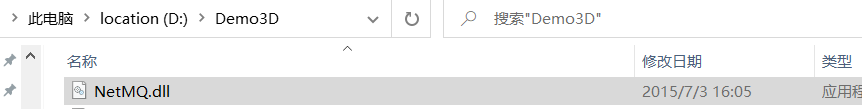 此电脑 location (D:) Demo3D 搜索"Demo3D"
名称 修改日期 类型
NetMQ.dll 2015/7/3 16:05 应用程